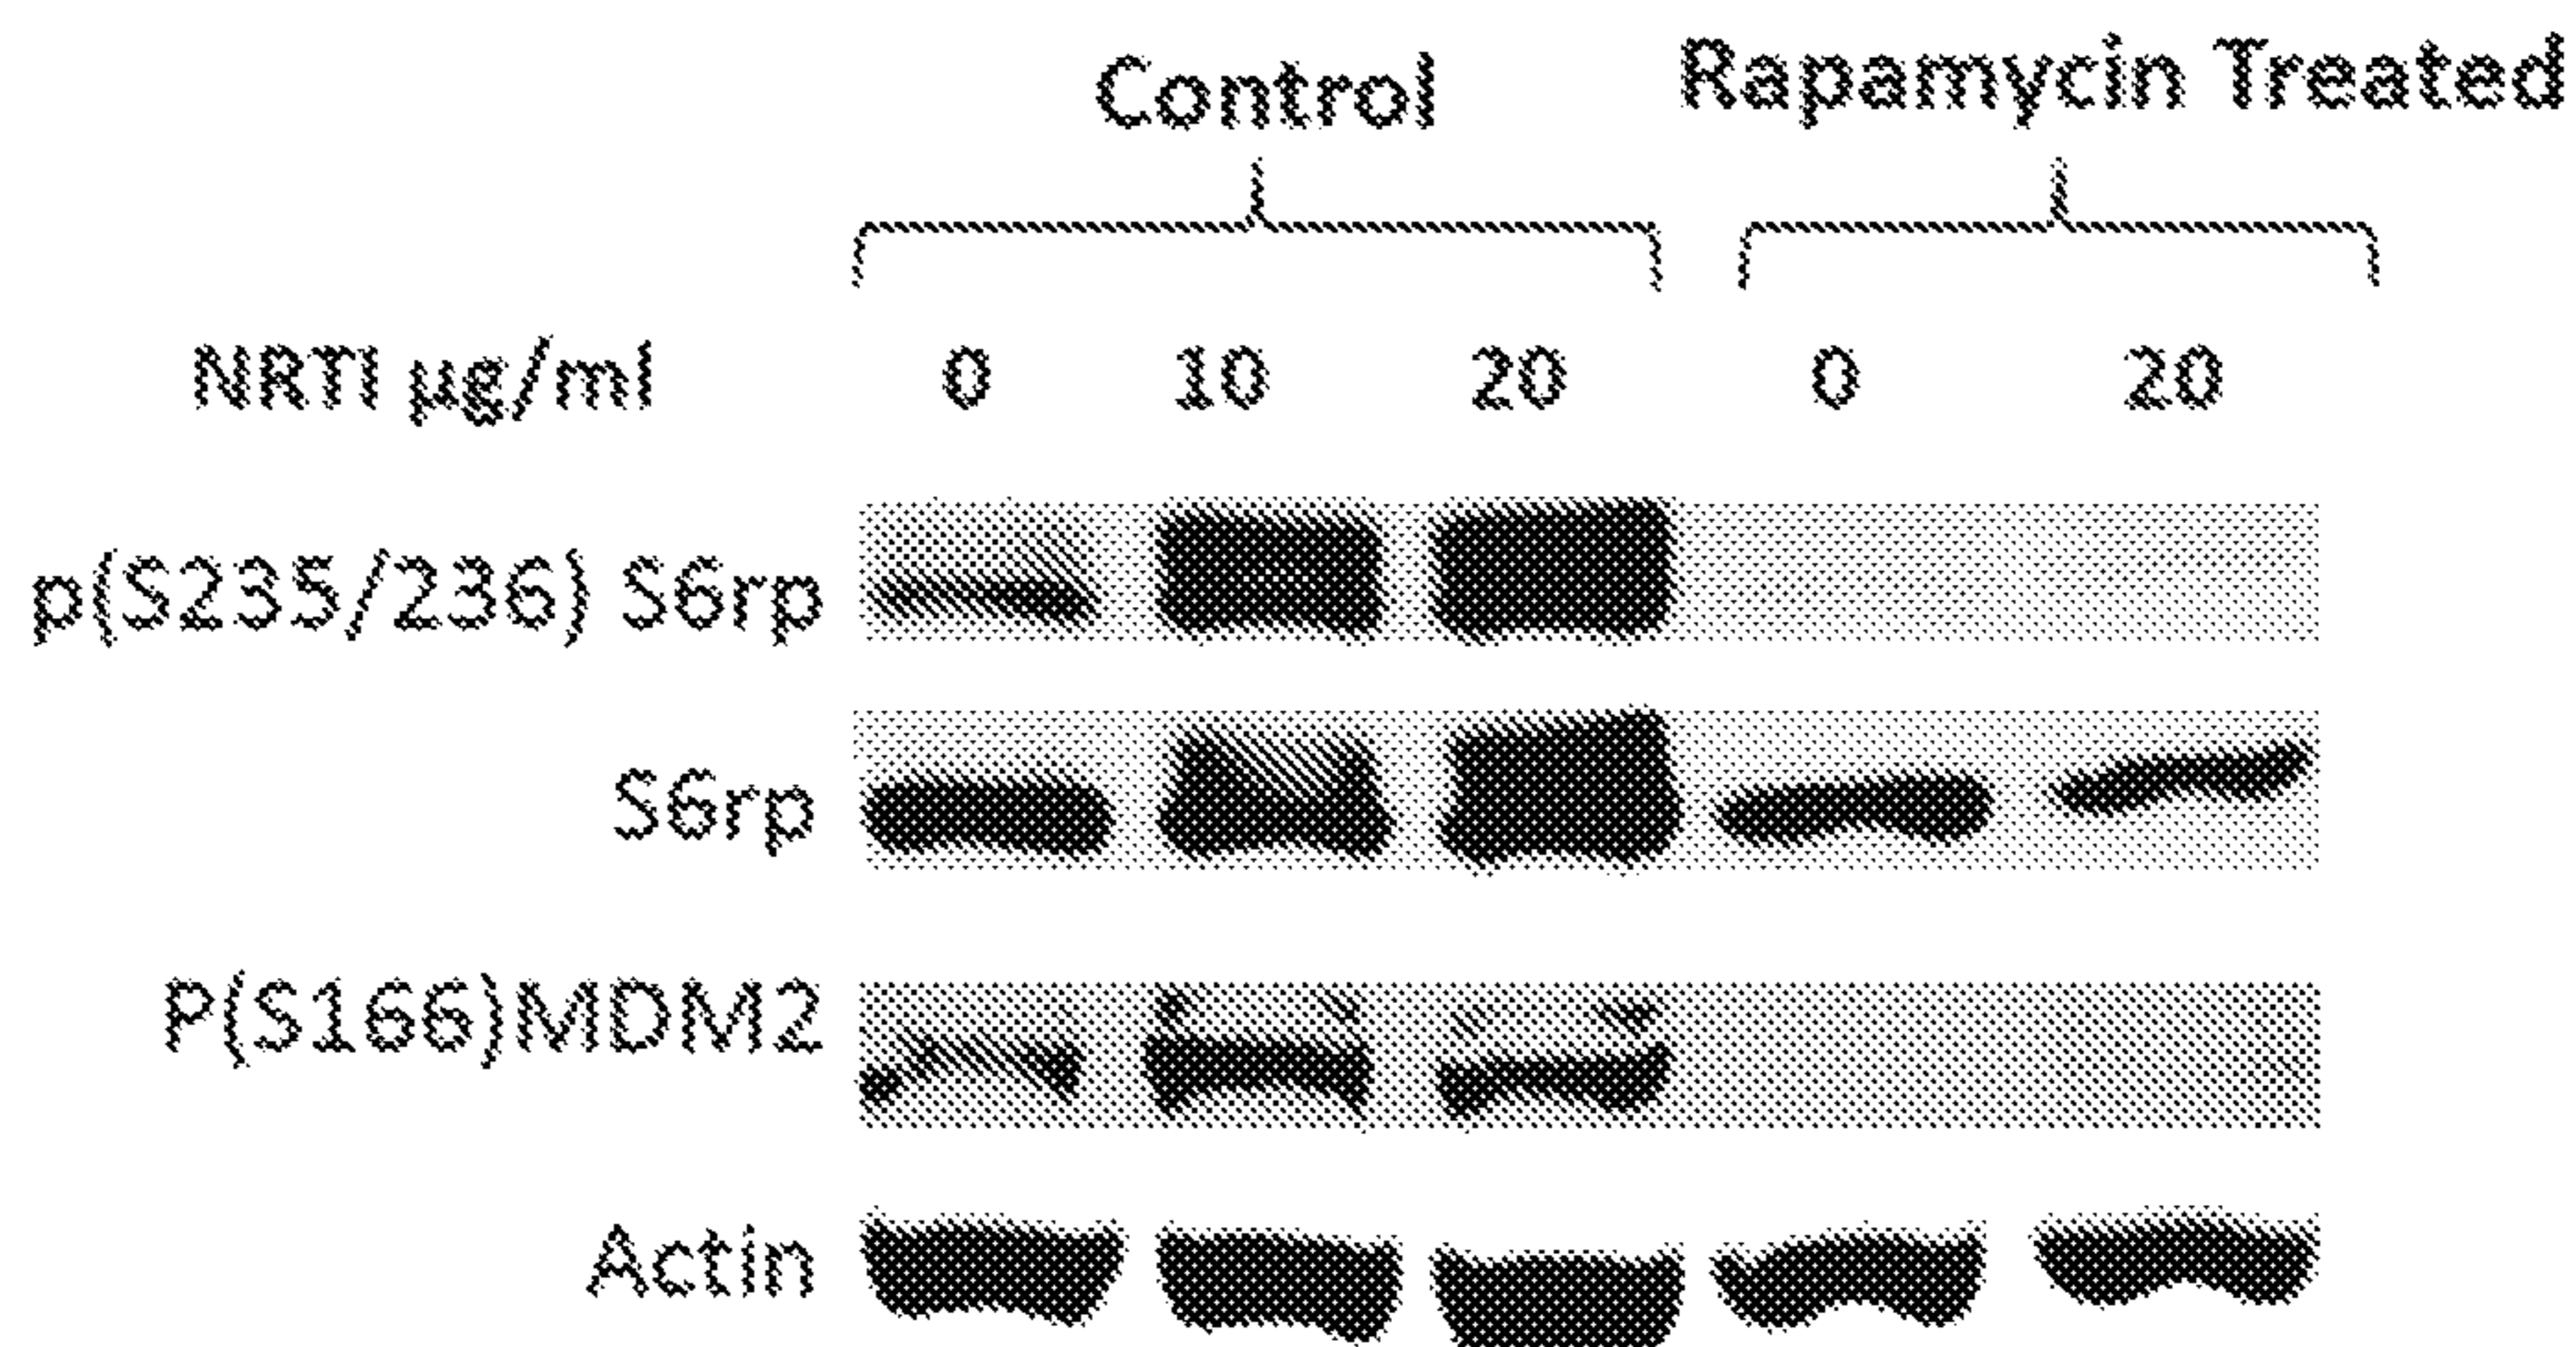 Control Rapamycin Treated
NRTI µg/ml 0 10 20 0 20
p(S235/236) S6rp
S6rp
P(S166)MDM2
Actin